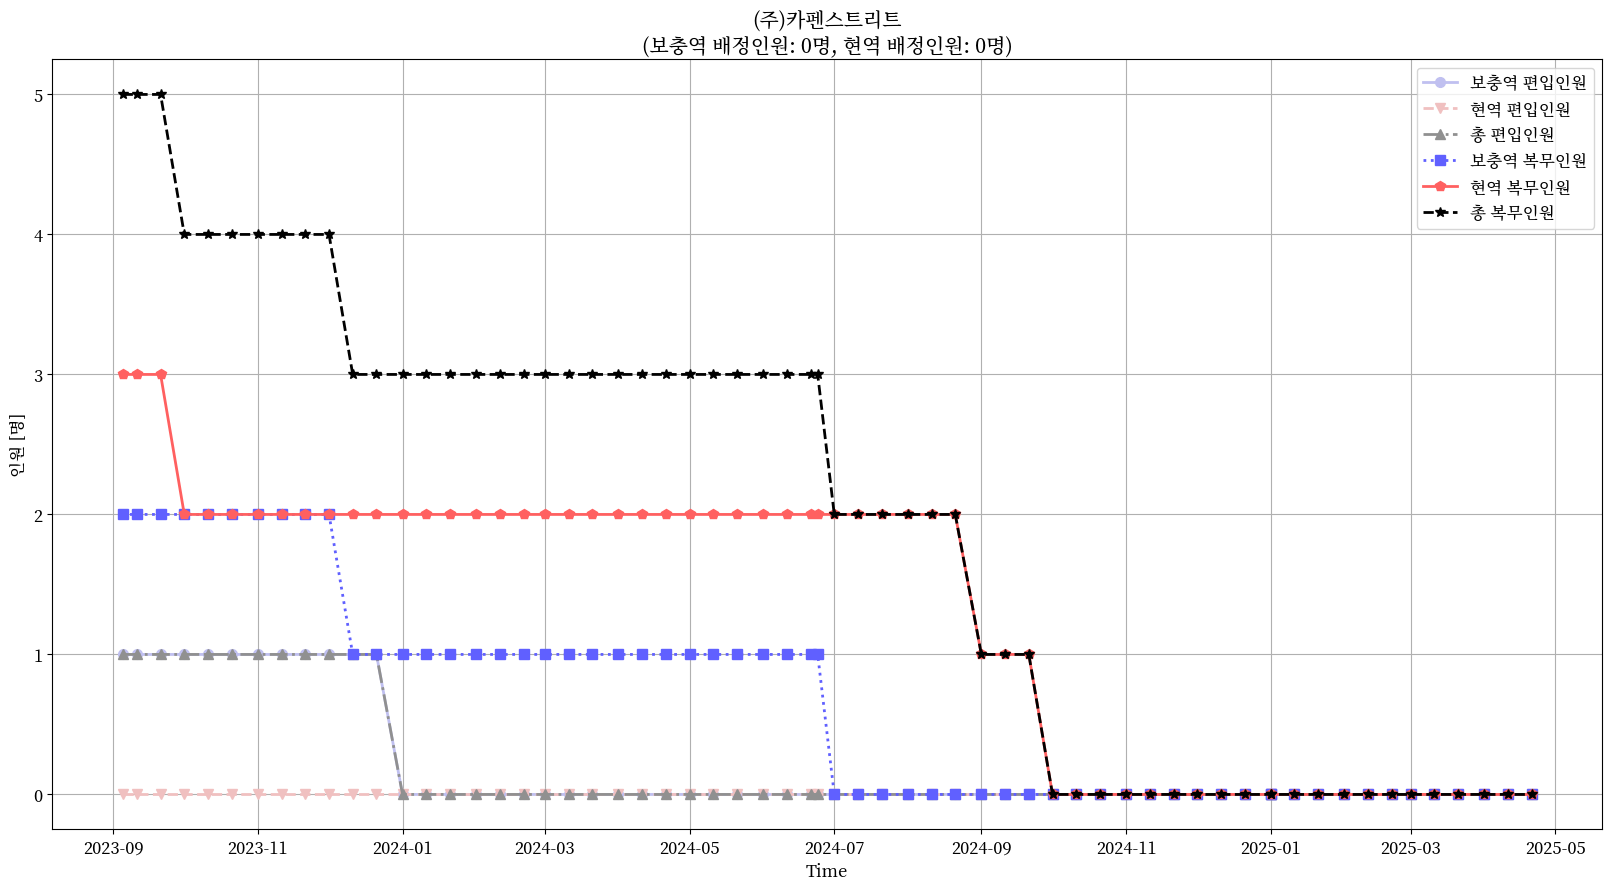 (주)카펜스트리트
(보충역 배정인원: 0명, 현역 배정인원: 0명)
보충역 편입인원
현역 편입인원
총 편입인원
보충역 복무인원
현역 복무인원
총 복무인원
인원 [명]
5
4
3
2
1
0
2023-09
2023-11
2024-01
2024-03
2024-05
2024-07
2024-09
2024-11
2025-01
2025-03
2025-05
Time